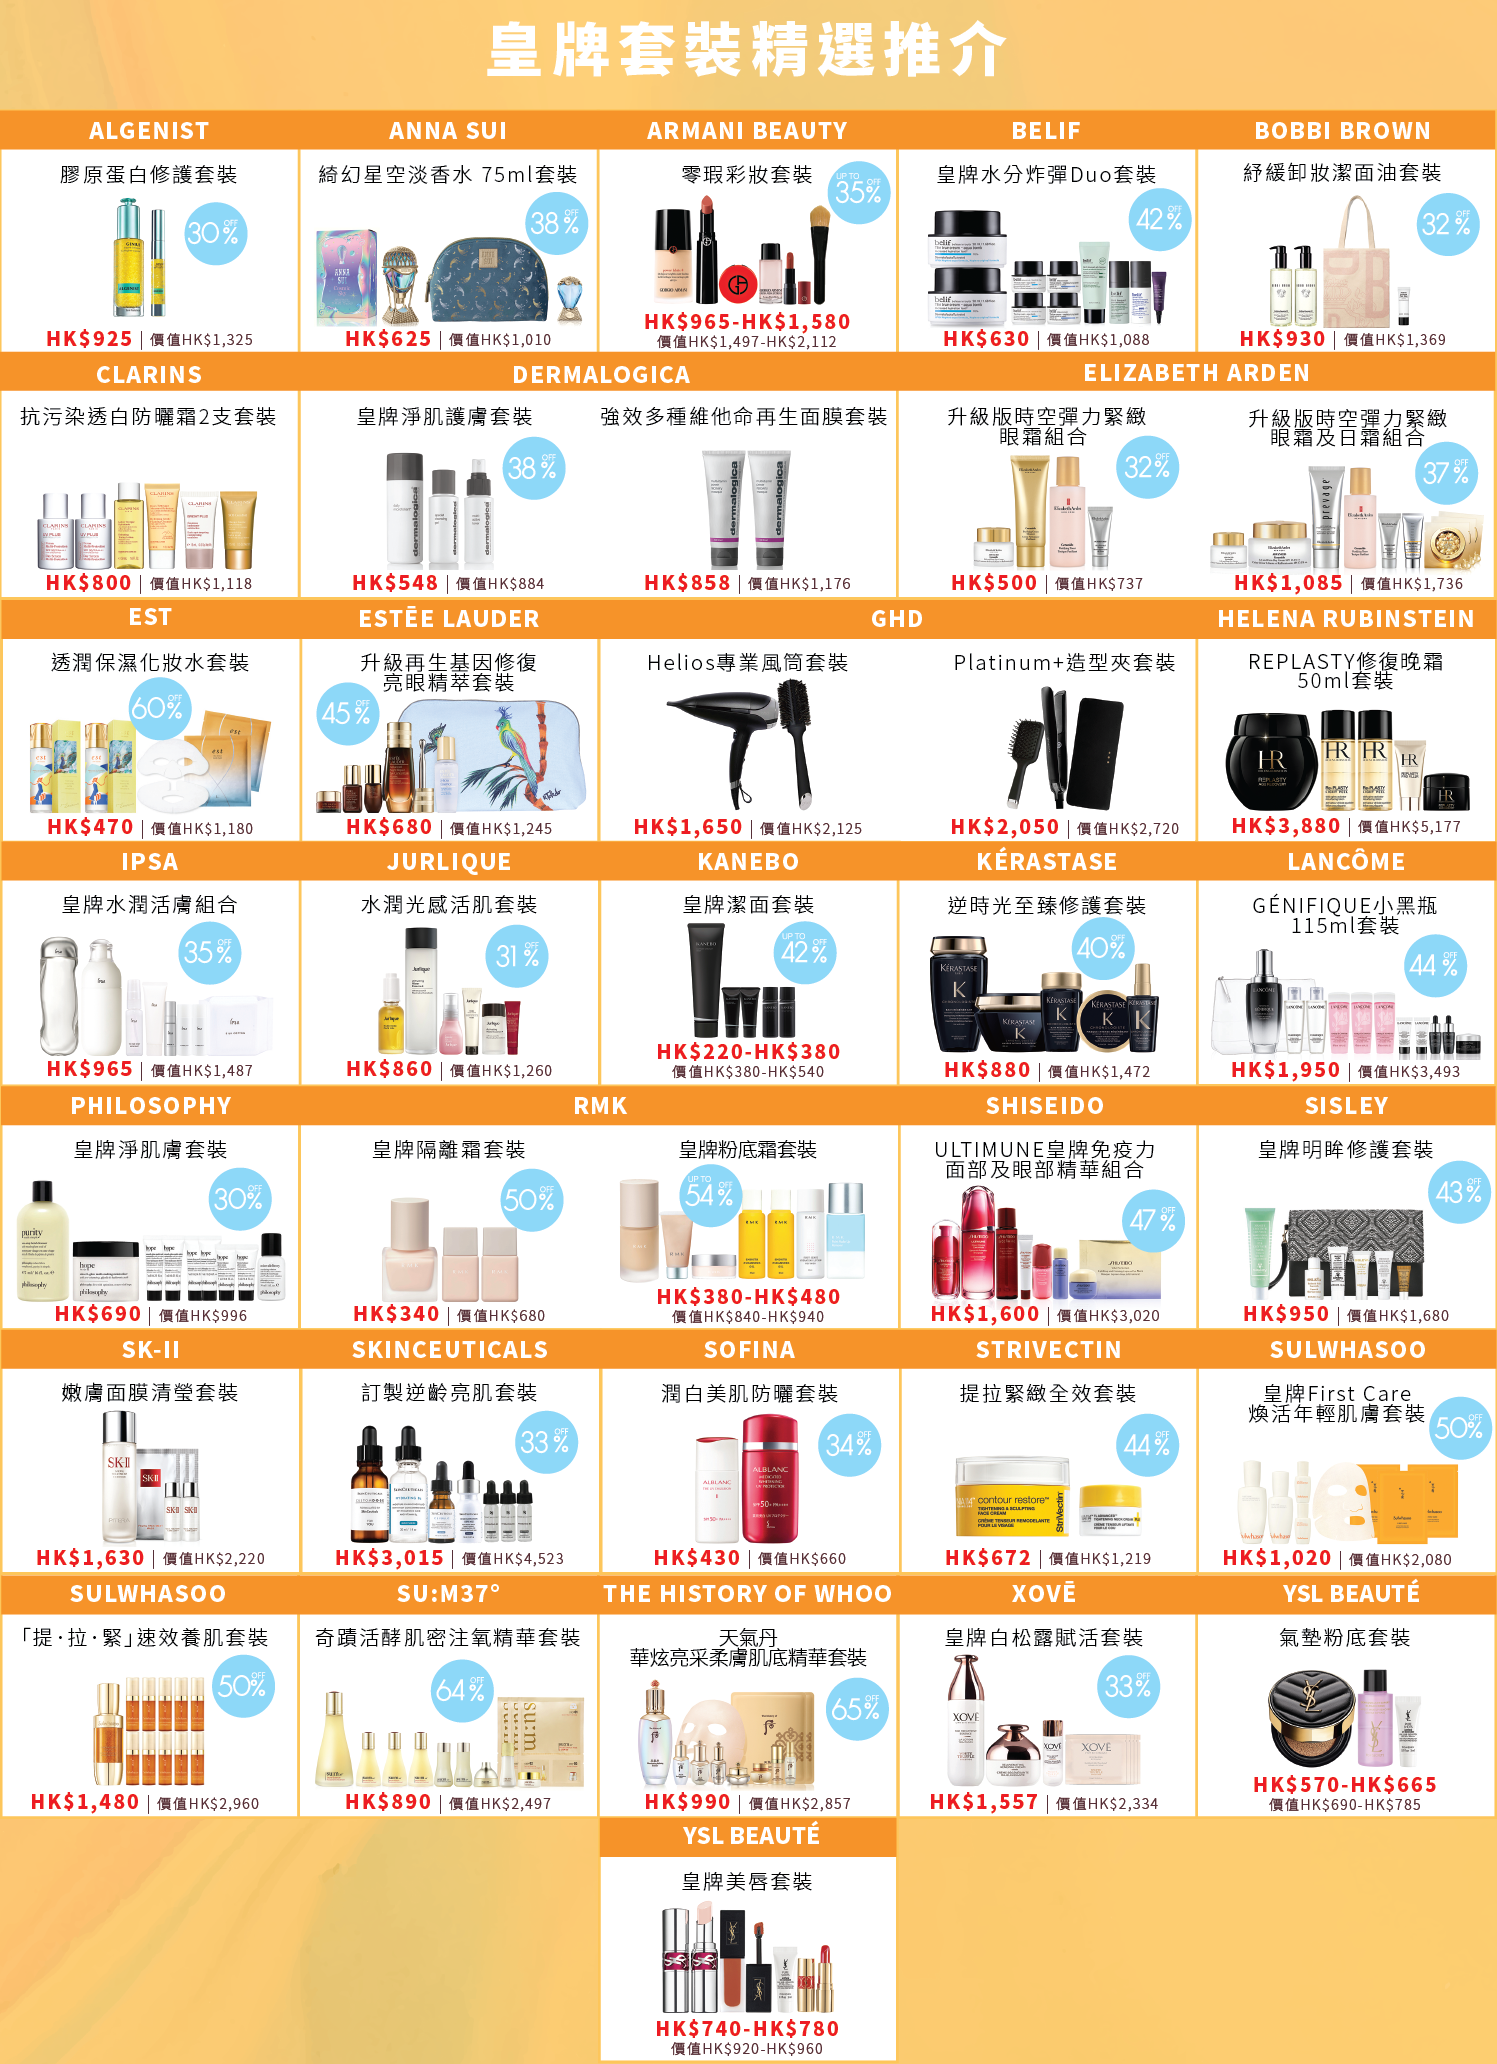 皇牌套裝精選推介
ALGENIST
膠原蛋白修護套裝
30% OFF
HK$925 | 價值HK$1,325
ANNA SUI
綺幻星空淡香水 75ml套裝
38% OFF
HK$625 | 價值HK$1,010
ARMANI BEAUTY
零瑕彩妝套裝
UP TO 35% OFF
HK$965-HK$1,580
價值HK$1,497-HK$2,112
BELIF
皇牌水分炸彈Duo套裝
42% OFF
HK$630 | 價值HK$1,088
BOBBI BROWN
紓緩卸妝潔面油套裝
32% OFF
HK$930 | 價值HK$1,369
CLARINS
抗污染透白防曬霜2支套裝
HK$800 | 價值HK$1,118
DERMALOGICA
皇牌淨肌護膚套裝
38% OFF
HK$548 | 價值HK$884
強效多種維他命再生面膜套裝
HK$858 | 價值HK$1,176
ELIZABETH ARDEN
升級版時空彈力緊緻
眼霜組合
32% OFF
HK$500 | 價值HK$737
升級版時空彈力緊緻
眼霜及日霜組合
37% OFF
HK$1,085 | 價值HK$1,736
EST
透潤保濕化妝水套裝
60% OFF
HK$470 | 價值HK$1,180
ESTĒE LAUDER
升級再生基因修復
亮眼精萃套裝
45% OFF
HK$680 | 價值HK$1,245
GHD
Helios專業風筒套裝
HK$1,650 | 價值HK$2,125
Platinum+造型夾套裝
HK$2,050 | 價值HK$2,720
HELENA RUBINSTEIN
REPLASTY修復晚霜
50ml套裝
HK$3,880 | 價值HK$5,177
IPSA
皇牌水潤活膚組合
35% OFF
HK$965 | 價值HK$1,487
JURLIQUE
水潤光感活肌套裝
31% OFF
HK$860 | 價值HK$1,260
KANEBO
皇牌潔面套裝
UP TO 42% OFF
HK$220-HK$380
價值HK$380-HK$540
KÉRASTASE
逆時光至臻修護套裝
40% OFF
HK$880 | 價值HK$1,472
LANCÔME
GÉNIFIQUE小黑瓶
115ml套裝
44% OFF
HK$1,950 | 價值HK$3,493
PHILOSOPHY
皇牌淨肌膚套裝
30% OFF
HK$690 | 價值HK$996
RMK
皇牌隔離霜套裝
50% OFF
HK$340 | 價值HK$680
皇牌粉底霜套裝
UP TO 54% OFF
HK$380-HK$480
價值HK$840-HK$940
SHISEIDO
ULTIMUNE皇牌免疫力
面部及眼部精華組合
47% OFF
HK$1,600 | 價值HK$3,020
SISLEY
皇牌明眸修護套裝
43% OFF
HK$950 | 價值HK$1,680
SK-II
嫩膚面膜清瑩套裝
HK$1,630 | 價值HK$2,220
SKINCEUTICALS
訂製逆齡亮肌套裝
33% OFF
HK$3,015 | 價值HK$4,523
SOFINA
潤白美肌防曬套裝
34% OFF
HK$430 | 價值HK$660
STRIVECTIN
提拉緊緻全效套裝
44% OFF
HK$672 | 價值HK$1,219
SULWHASOO
皇牌First Care
煥活年輕肌膚套裝
50% OFF
HK$1,020 | 價值HK$2,080
SULWHASOO
「提·拉·緊」速效養肌套裝
50% OFF
HK$1,480 | 價值HK$2,960
SU:M37°
奇蹟活酵肌密注氧精華套裝
64% OFF
HK$890 | 價值HK$2,497
THE HISTORY OF WHOO
天氣丹
華炫亮采柔膚肌底精華套裝
65% OFF
HK$990 | 價值HK$2,857
XOVĒ
皇牌白松露賦活套裝
33% OFF
HK$1,557 | 價值HK$2,334
YSL BEAUTÉ
氣墊粉底套裝
HK$570-HK$665
價值HK$690-HK$785
YSL BEAUTÉ
皇牌美唇套裝
HK$740-HK$780
價值HK$920-HK$960